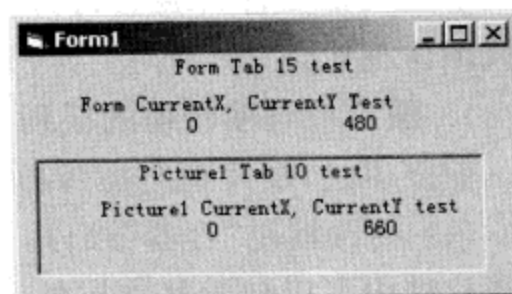 Form1
Form Tab 15 test
Form CurrentX, CurrentY Test
0 480
Picture1 Tab 10 test
Picture1 CurrentX, CurrentY test
0 660